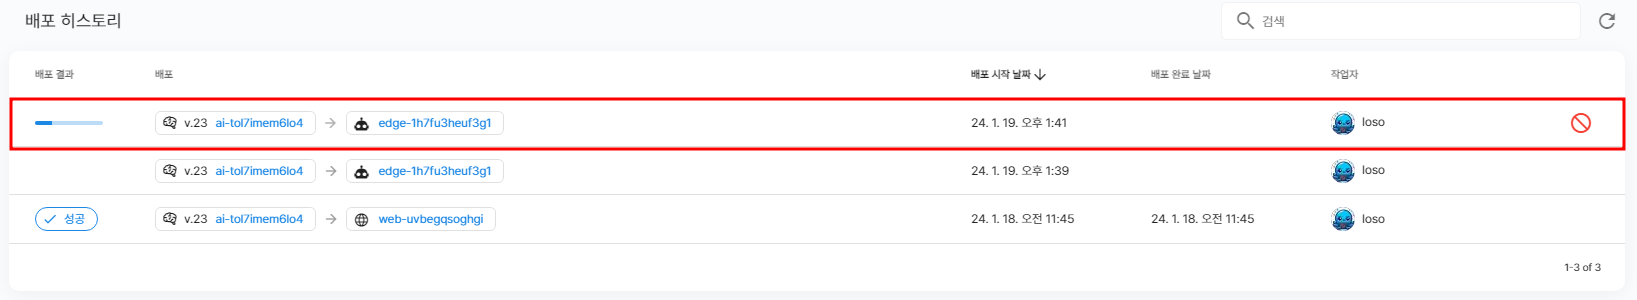 배포 히스토리 검색
배포 결과 배포 배포 시작 날짜 배포 완료 날짜 작업자
v.23 ai-tol7imem6lo4 → edge-1h7fu3heuf3g1 24. 1. 19. 오후 1:41 loso
v.23 ai-tol7imem6lo4 → edge-1h7fu3heuf3g1 24. 1. 19. 오후 1:39 loso
성공 v.23 ai-tol7imem6lo4 → web-uvbegqsoghgi 24. 1. 18. 오전 11:45 24. 1. 18. 오전 11:45 loso
1-3 of 3